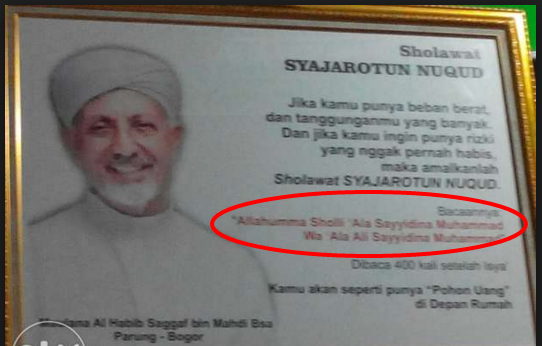 Sholawat
SYAJAROTUN NUQUD
Jika kamu punya beban berat,
dan tanggunganmu yang banyak.
Dan jika kamu ingin punya rizki
yang nggak pernah habis,
maka amalkanlah
Sholawat SYAJAROTUN NUQUD.
Bacaannya:
"Allahumma Sholli 'Ala Sayyidina Muhammad
Wa 'Ala Ali Sayyidina Muhammad"
Dibaca 400 kali setelah Isya'
Kamu akan seperti punya "Pohon Uang"
di Depan Rumah
Maulana Al Habib Saggaf bin Mahdi Bsa
Parung - Bogor